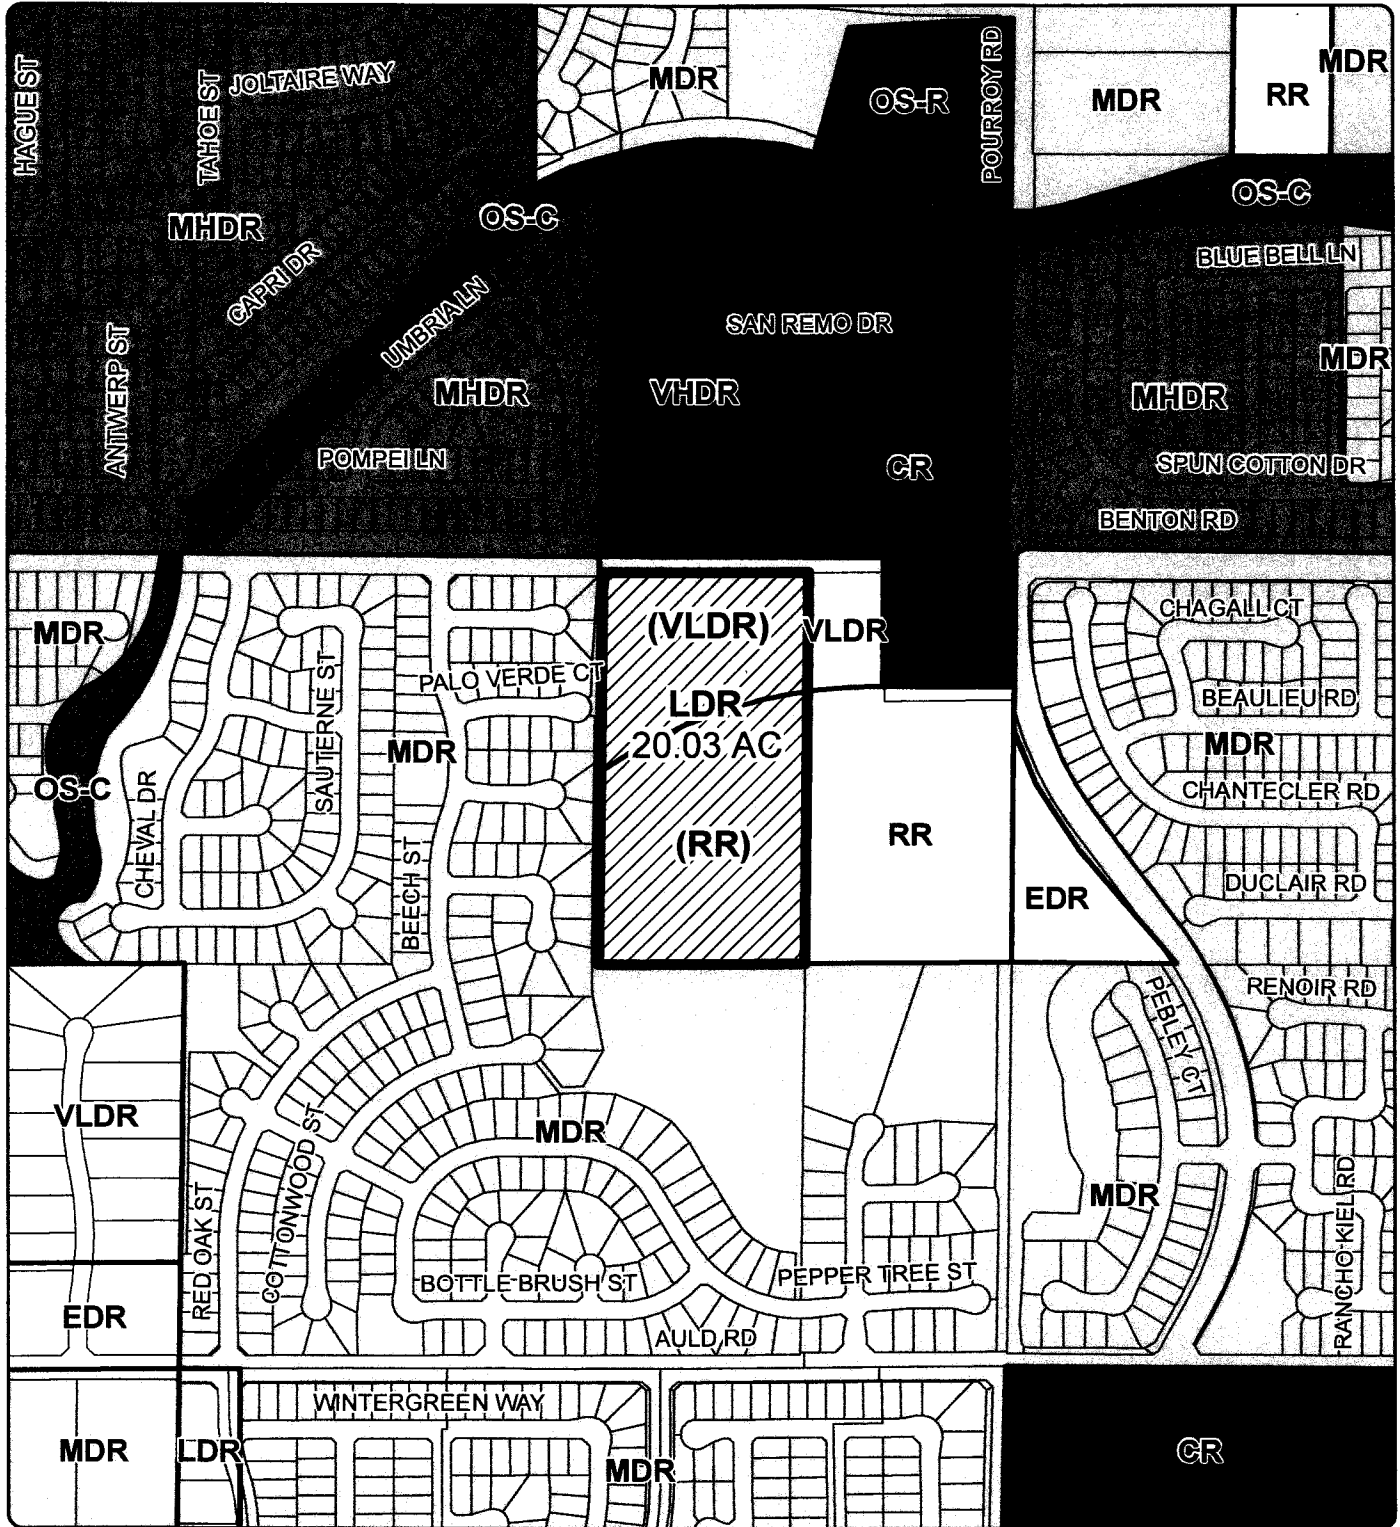 HAGUE ST
TAHOE ST
JOLTAIRE WAY
MDR
OS-R
POURROY RD
MDR
RR
MDR
MHDR
OS-C
OS-C
CAPRI DR
BLUE BELL LN
UMBRIA LN
SAN REMO DR
ANTWERP ST
MHDR
VHDR
MHDR
MDR
POMPEI LN
CR
SPUN COTTON DR
BENTON RD
MDR
(VLDR)
VLDR
CHAGALL CT
SAUTERNE ST
PALO VERDE CT
LDR
BEAULIEU RD
MDR
20.03 AC
MDR
OS-C
CHEVAL DR
CHANTECLER RD
BEECH ST
(RR)
RR
EDR
DUCLAIR RD
PEBLEY CT
RENOIR RD
VLDR
COTTONWOOD ST
MDR
MDR
RED OAK ST
RANCHO KIEL RD
BOTTLE BRUSH ST
PEPPER TREE ST
EDR
AULD RD
WINTERGREEN WAY
MDR
LDR
MDR
CR